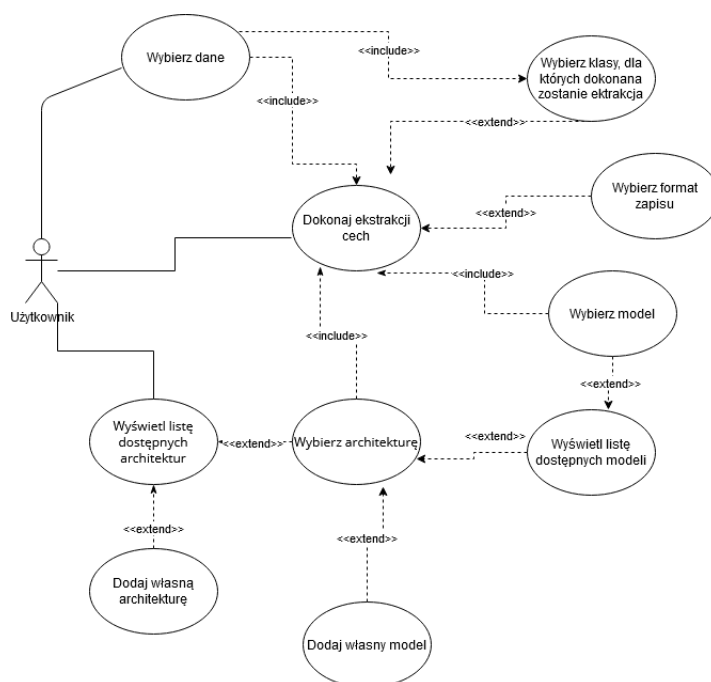 Wybierz dane
<<include>>
Wybierz klasy, dla
których dokonana
zostanie ektrakcja
<<include>>
<<extend>>
Wybierz format
zapisu
<<extend>>
Dokonaj ekstrakcji
cech
<<include>>
Użytkownik
Wybierz model
<<include>>
<<extend>>
Wyświetl listę
dostępnych
architektur
<<extend>>
Wybierz architekturę
<<extend>>
Wyświetl listę
dostępnych modeli
<<extend>>
<<extend>>
Dodaj własną
architekturę
Dodaj własny model